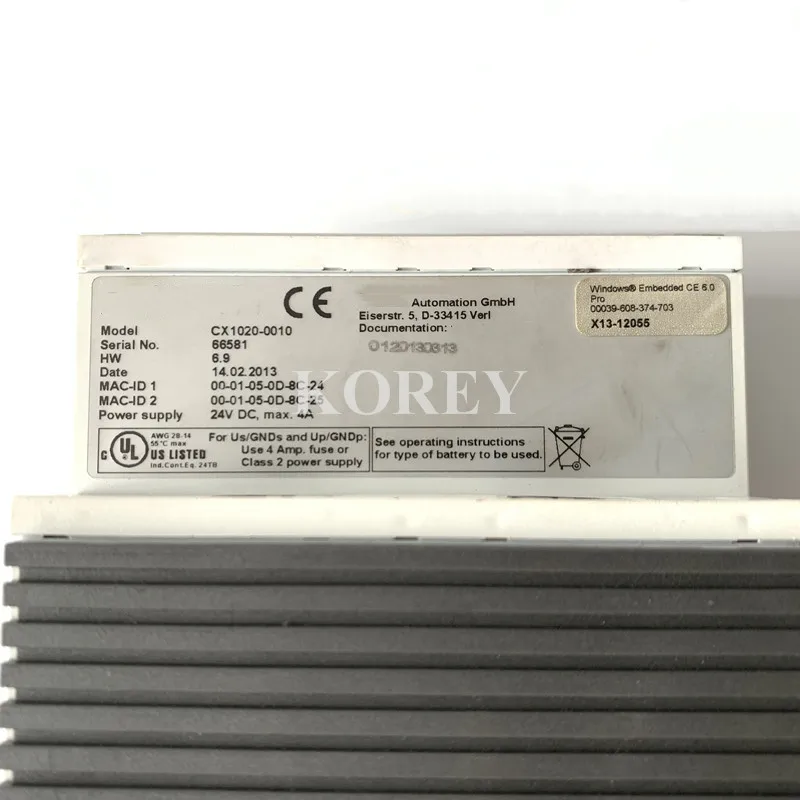 CE
Automation GmbH
Eiserstr. 5, D-33415 Verl
Documentation:
0120130313
Windows® Embedded CE 6.0
Pro
00039-608-374-703
X13-12055
Model CX1020-0010
Serial No. 66581
HW 6.9
Date 14.02.2013
MAC-ID 1 00-01-05-0D-8C-24
MAC-ID 2 00-01-05-0D-8C-25
Power supply 24V DC, max. 4A
KOREY
C UL US LISTED
AWG 28-14
55°C max
Ind.Cont.Eq. 24TB
For Us/GNDs and Up/GNDp:
Use 4 Amp. fuse or
Class 2 power supply
See operating instructions
for type of battery to be used.